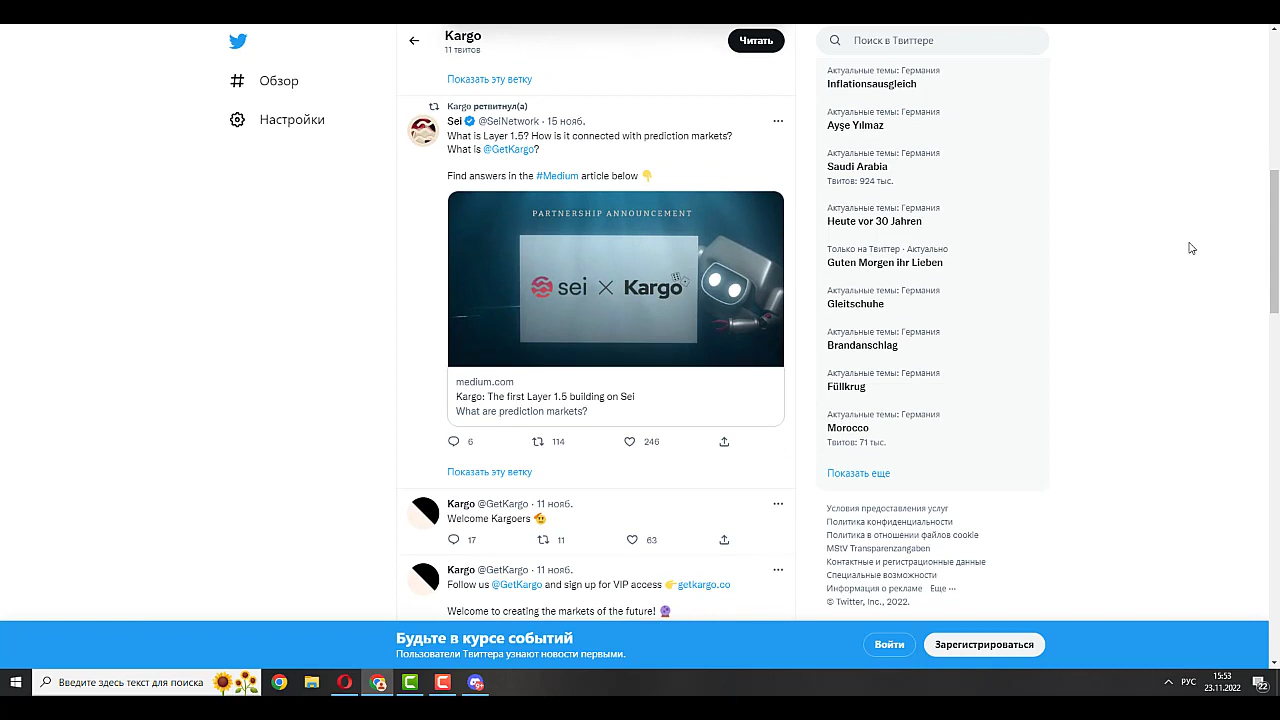 Обзор
Настройки
Kargo
11 твитов
Читать
Показать эту ветку
Kargo ретвитнул(а)
Sei @SeiNetwork · 15 нояб.
What is Layer 1.5? How is it connected with prediction markets?
What is @GetKargo?
Find answers in the #Medium article below
PARTNERSHIP ANNOUNCEMENT
sei × Kargo
medium.com
Kargo: The first Layer 1.5 building on Sei
What are prediction markets?
6 114 246
Показать эту ветку
Kargo @GetKargo · 11 нояб.
Welcome Kargoers
17 11 63
Kargo @GetKargo · 11 нояб.
Follow us @GetKargo and sign up for VIP access getkargo.co
Welcome to creating the markets of the future!
Поиск в Твиттере
Актуальные темы: Германия
Inflationsausgleich
Актуальные темы: Германия
Ayşe Yılmaz
Актуальные темы: Германия
Saudi Arabia
Твитов: 924 тыс.
Актуальные темы: Германия
Heute vor 30 Jahren
Только на Твиттер · Актуально
Guten Morgen ihr Lieben
Актуальные темы: Германия
Gleitschuhe
Актуальные темы: Германия
Brandanschlag
Актуальные темы: Германия
Füllkrug
Актуальные темы: Германия
Morocco
Твитов: 71 тыс.
Показать еще
Условия предоставления услуг
Политика конфиденциальности
Политика в отношении файлов cookie
MStV Transparenzangaben
Контактные и регистрационные данные
Специальные возможности
Информация о рекламе Еще ···
© Twitter, Inc., 2022.
Будьте в курсе событий
Пользователи Твиттера узнают новости первыми.
Войти
Зарегистрироваться
Введите здесь текст для поиска
РУС
15:53
23.11.2022
22